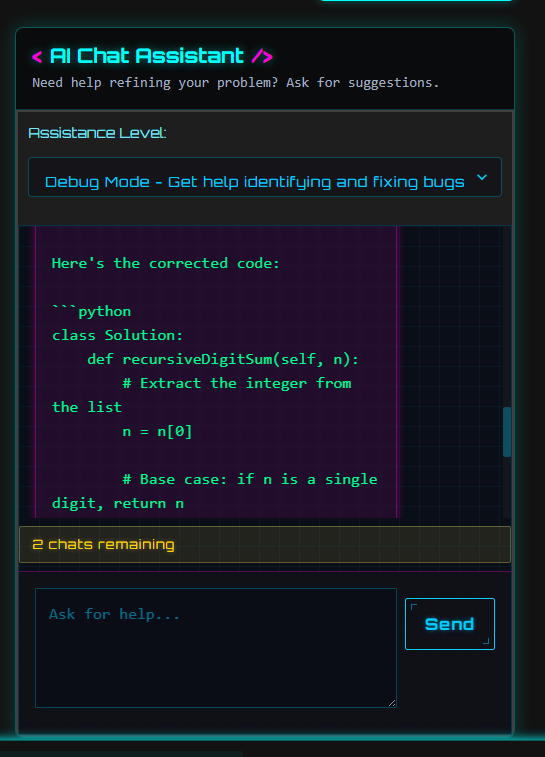 < AI Chat Assistant />
Need help refining your problem? Ask for suggestions.
Assistance Level:
Debug Mode - Get help identifying and fixing bugs
Here's the corrected code:
```python
class Solution:
    def recursiveDigitSum(self, n):
        # Extract the integer from
the list
        n = n[0]
        # Base case: if n is a single
digit, return n
2 chats remaining
Ask for help...
Send